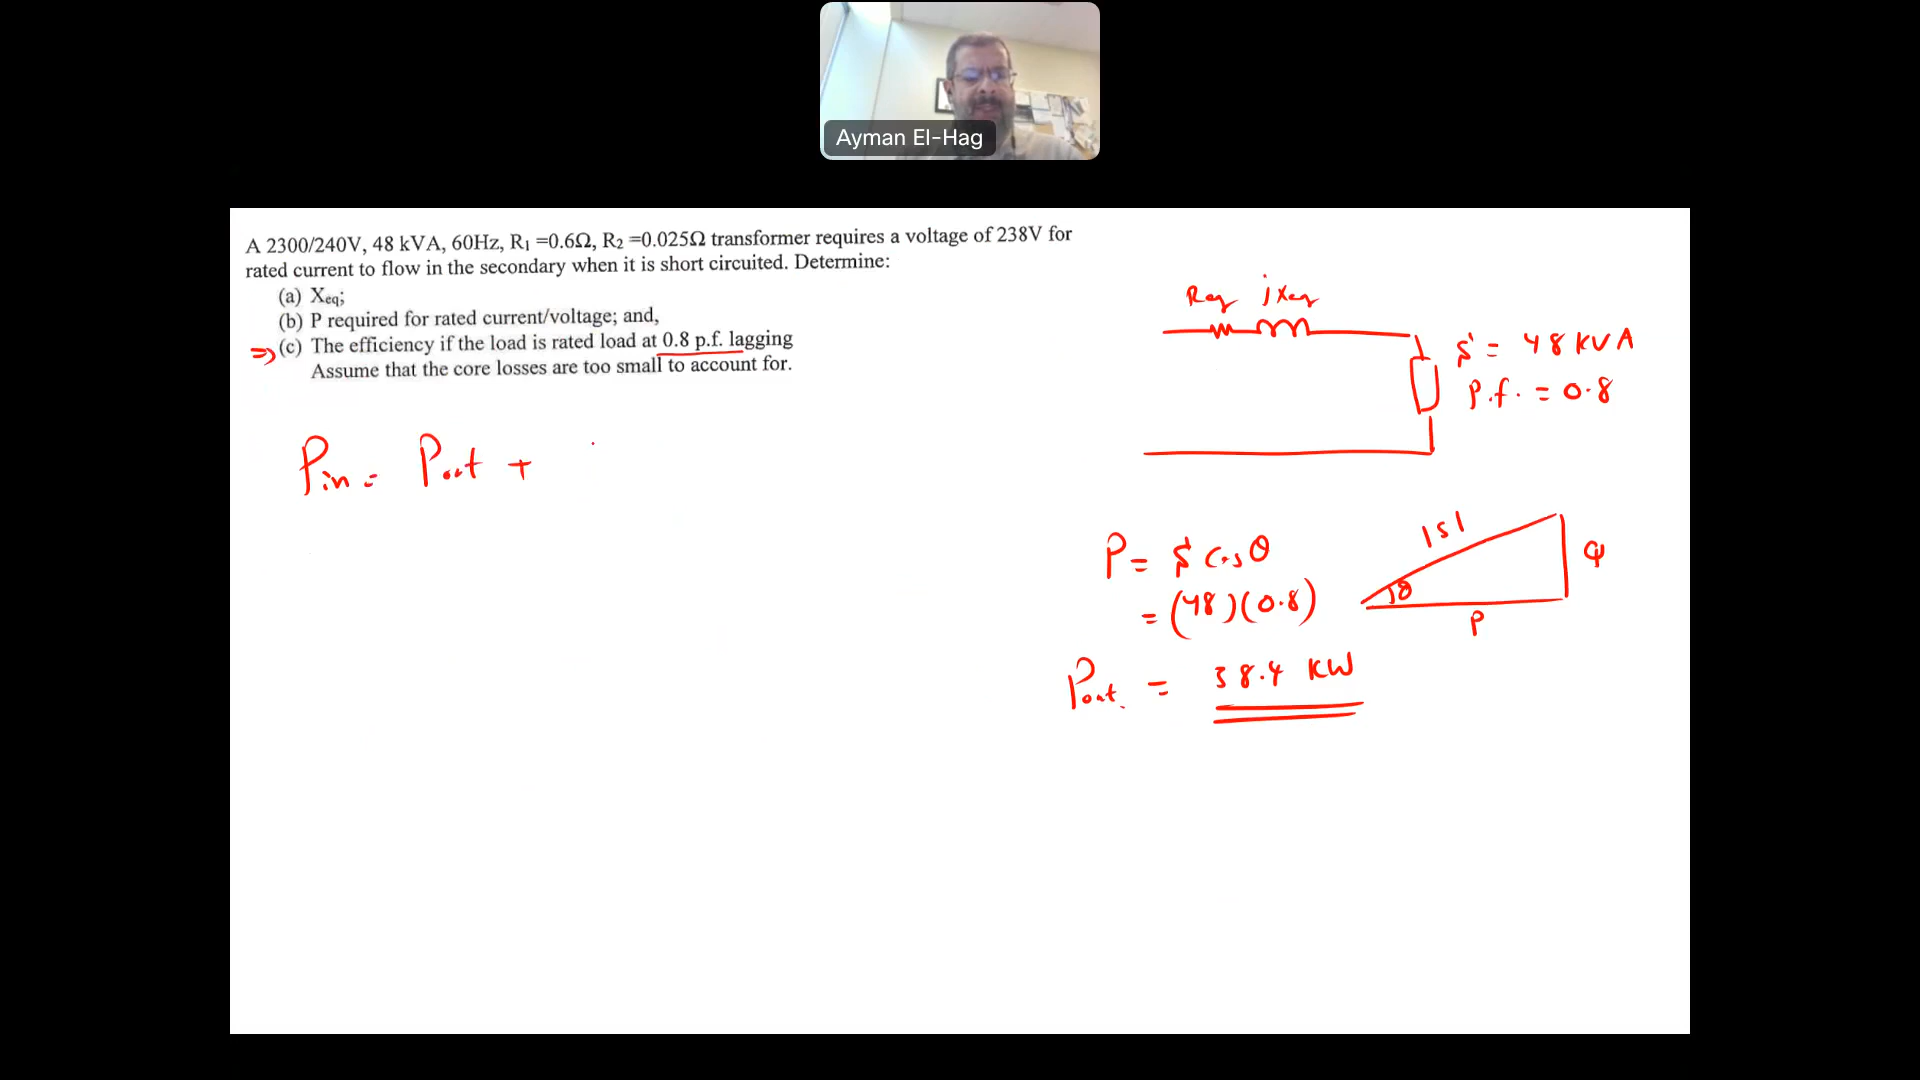 Ayman El-Hag
A 2300/240V, 48 kVA, 60Hz, R1 =0.6Ω, R2 =0.025Ω transformer requires a voltage of 238V for
rated current to flow in the secondary when it is short circuited. Determine:
(a) Xeq;
(b) P required for rated current/voltage; and,
⇒ (c) The efficiency if the load is rated load at 0.8 p.f. lagging
Assume that the core losses are too small to account for.
Pin = Pout +
Req jXeq
S = 48 KVA
P.f. = 0.8
P = S Cos θ
= (48)(0.8)
Pout = 38.4 KW
|S|
θ
Q
P